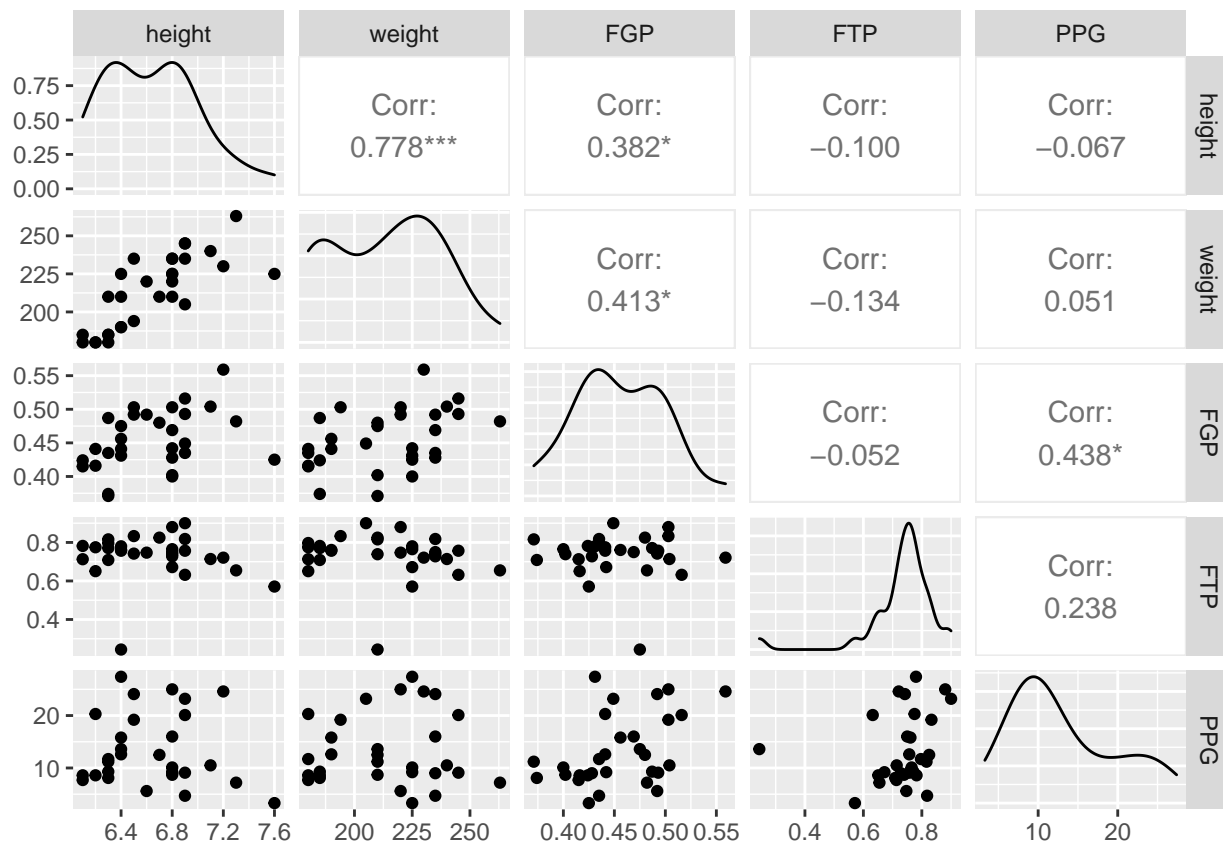 height weight FGP FTP PPG
0.75
0.50
0.25
0.00
Corr:
0.778***
Corr:
0.382*
Corr:
−0.100
Corr:
−0.067
height
250
225
200
Corr:
0.413*
Corr:
−0.134
Corr:
0.051
weight
0.55
0.50
0.45
0.40
Corr:
−0.052
Corr:
0.438*
FGP
0.8
0.6
0.4
Corr:
0.238
FTP
20
10
PPG
6.4 6.8 7.2 7.6 200 225 250 0.40 0.45 0.50 0.55 0.4 0.8 10 20